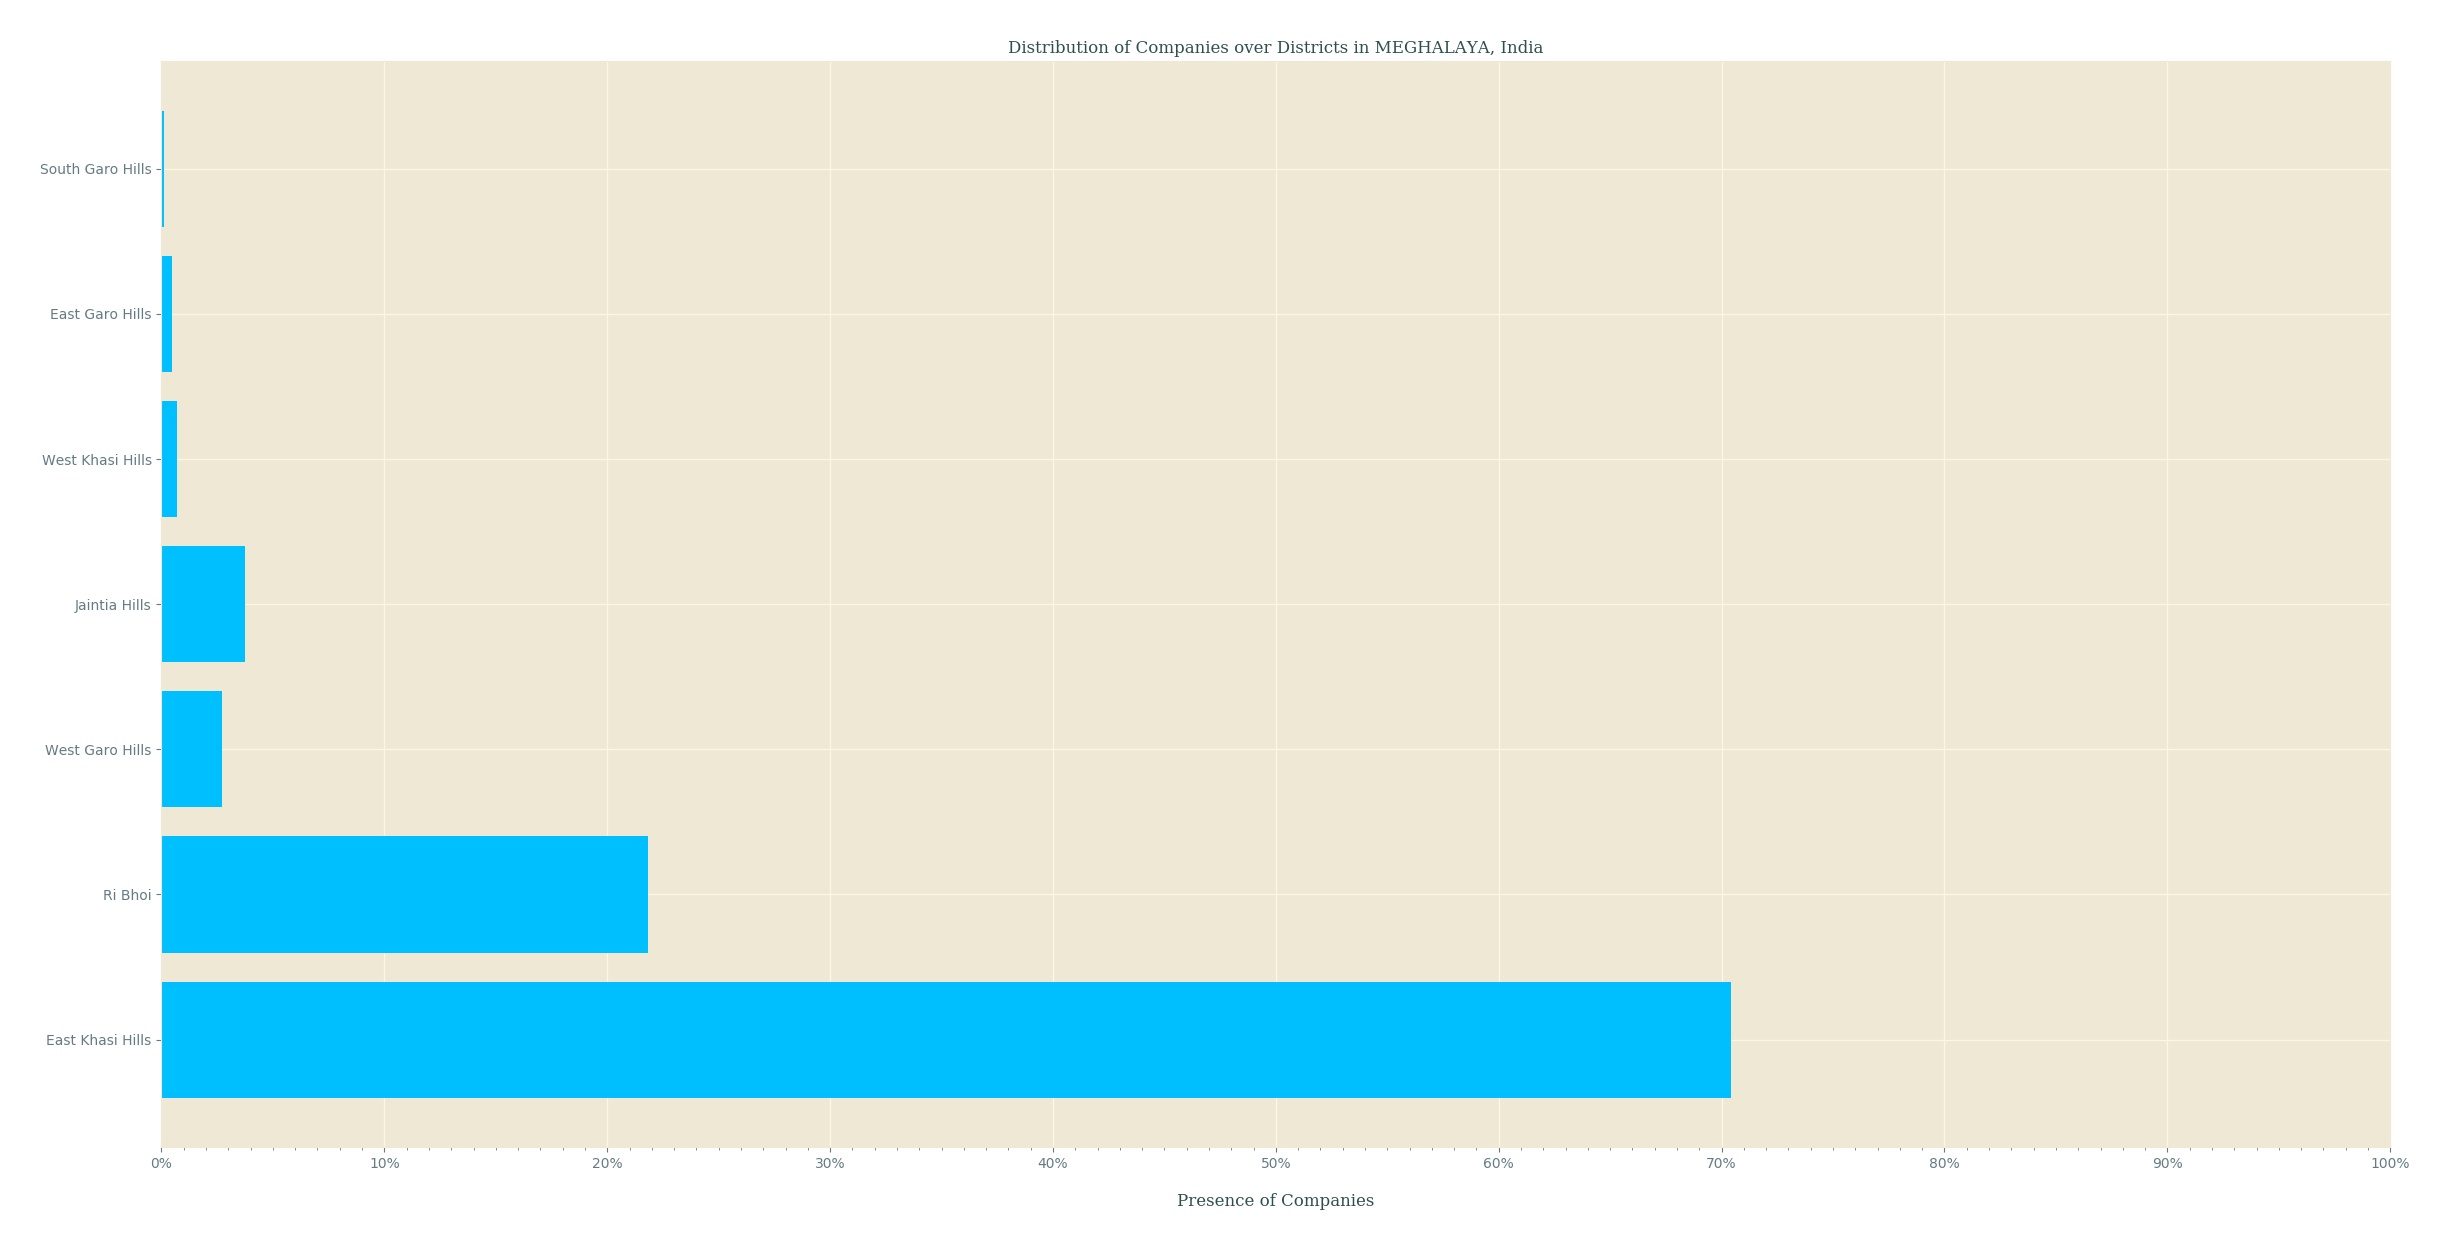 Distribution of Companies over Districts in MEGHALAYA, India
South Garo Hills
East Garo Hills
West Khasi Hills
Jaintia Hills
West Garo Hills
Ri Bhoi
East Khasi Hills
0% 10% 20% 30% 40% 50% 60% 70% 80% 90% 100%
Presence of Companies